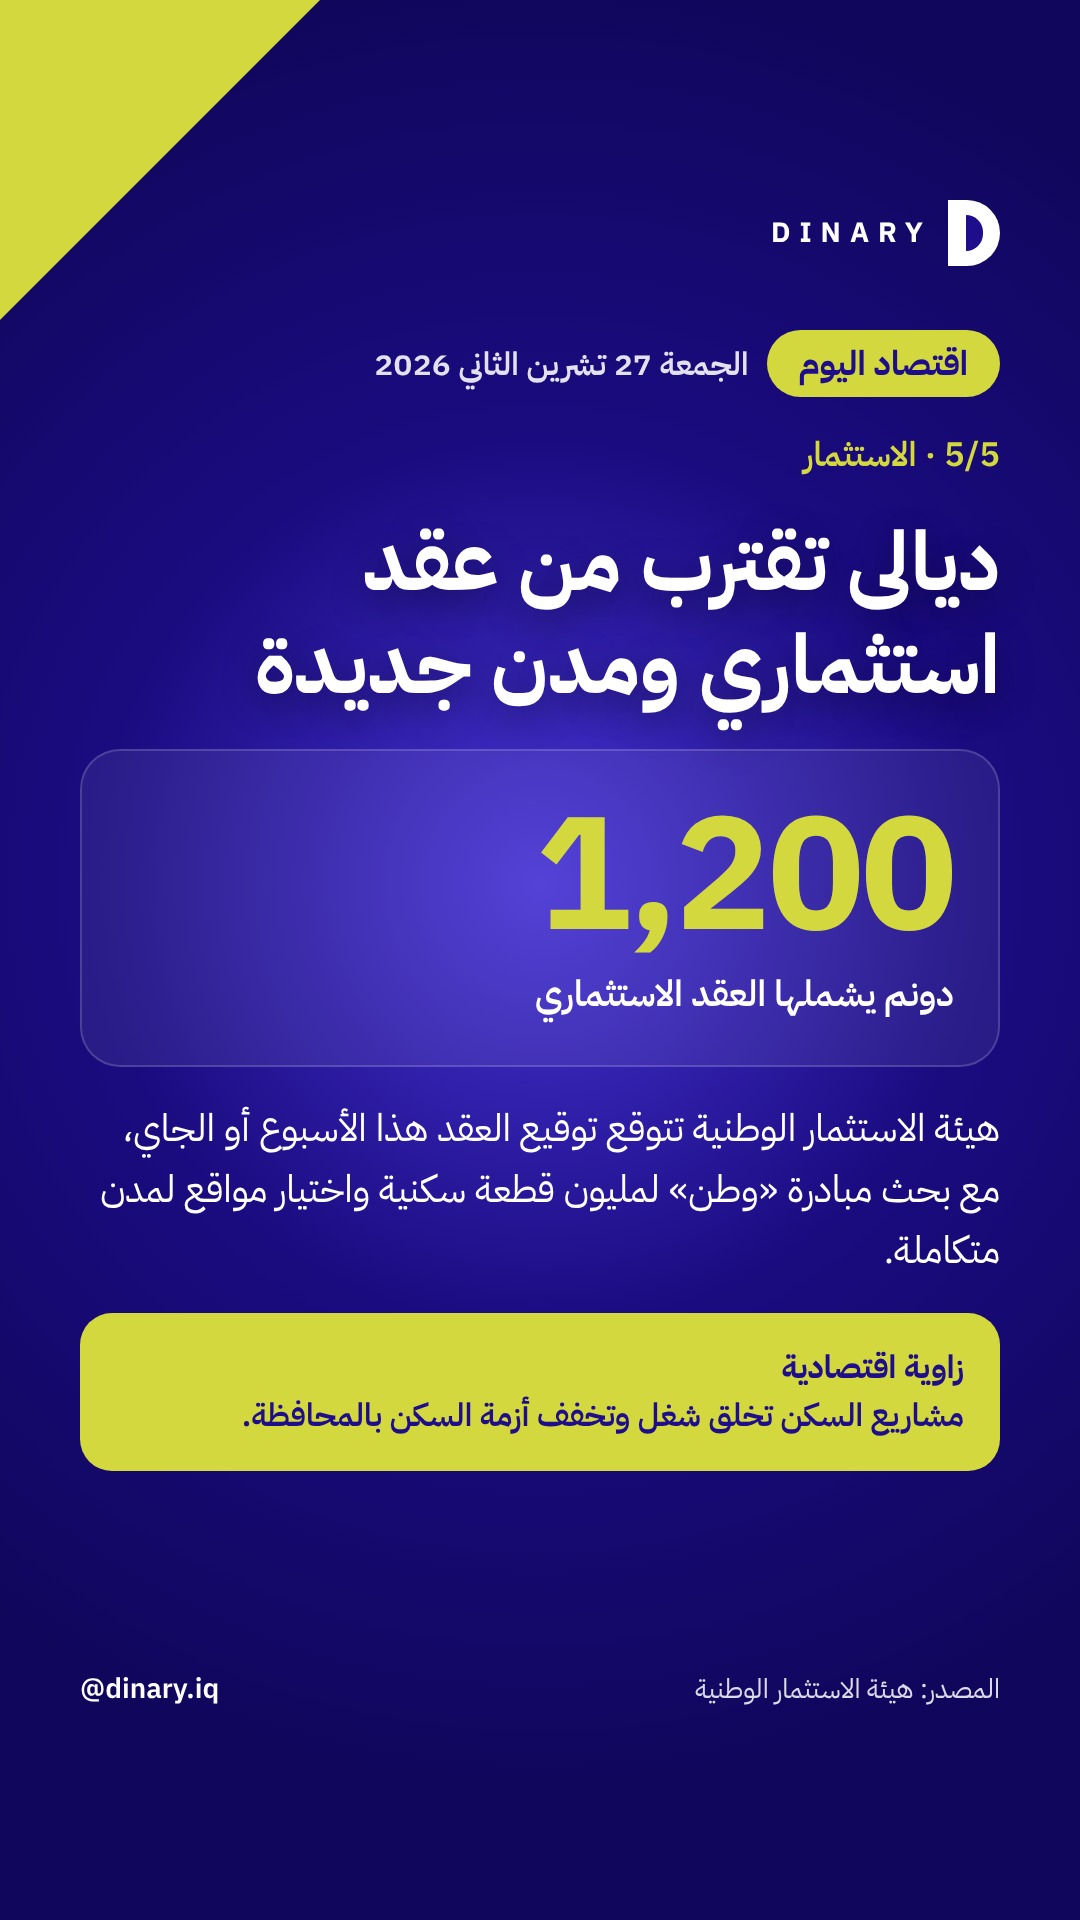 DINARY D
اقتصاد اليوم الجمعة 27 تشرين الثاني 2026
5/5 · الاستثمار
ديالى تقترب من عقد
استثماري ومدن جديدة
1,200
دونم يشملها العقد الاستثماري
هيئة الاستثمار الوطنية تتوقع توقيع العقد هذا الأسبوع أو الجاي،
مع بحث مبادرة «وطن» لمليون قطعة سكنية واختيار مواقع لمدن
متكاملة.
زاوية اقتصادية
مشاريع السكن تخلق شغل وتخفف أزمة السكن بالمحافظة.
المصدر: هيئة الاستثمار الوطنية
@dinary.iq